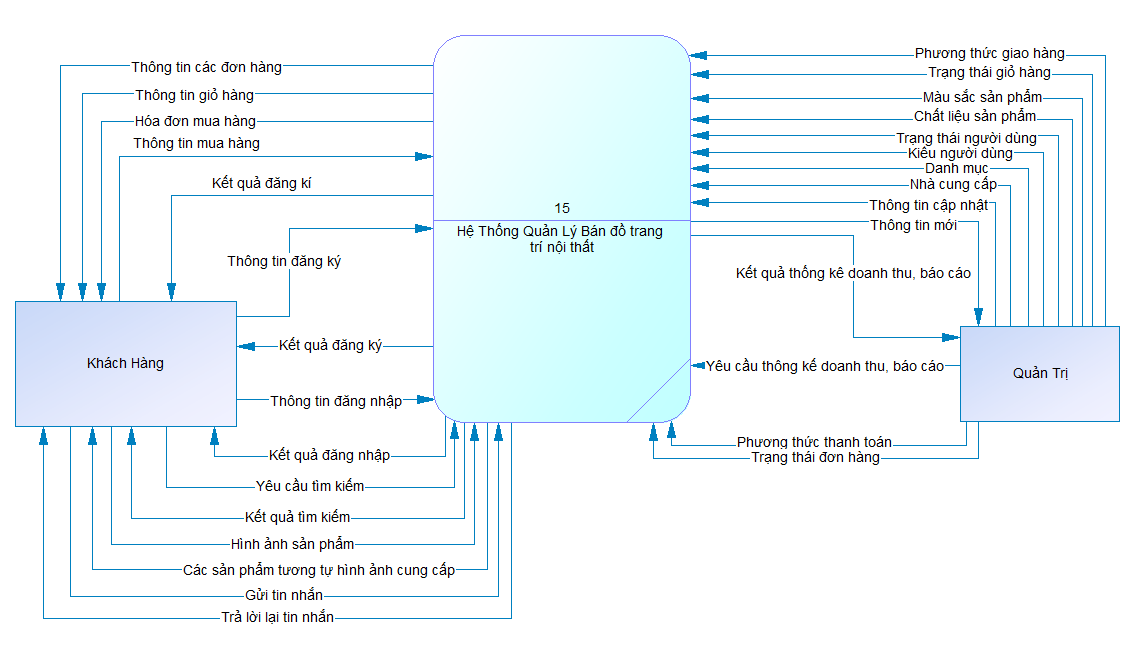 Thông tin các đơn hàng
Thông tin giỏ hàng
Hóa đơn mua hàng
Thông tin mua hàng
Kết quả đăng kí
Thông tin đăng ký
Khách Hàng
Kết quả đăng ký
Thông tin đăng nhập
Kết quả đăng nhập
Yêu cầu tìm kiếm
Kết quả tìm kiếm
Hình ảnh sản phẩm
Các sản phẩm tương tự hình ảnh cung cấp
Gửi tin nhắn
Trả lời lại tin nhắn
15
Hệ Thống Quản Lý Bán đồ trang
trí nội thất
Phương thức giao hàng
Trạng thái giỏ hàng
Màu sắc sản phẩm
Chất liệu sản phẩm
Trạng thái người dùng
Kiểu người dùng
Danh mục
Nhà cung cấp
Thông tin cập nhật
Thông tin mới
Kết quả thống kê doanh thu, báo cáo
Yêu cầu thông kế doanh thu, báo cáo
Quản Trị
Phương thức thanh toán
Trạng thái đơn hàng